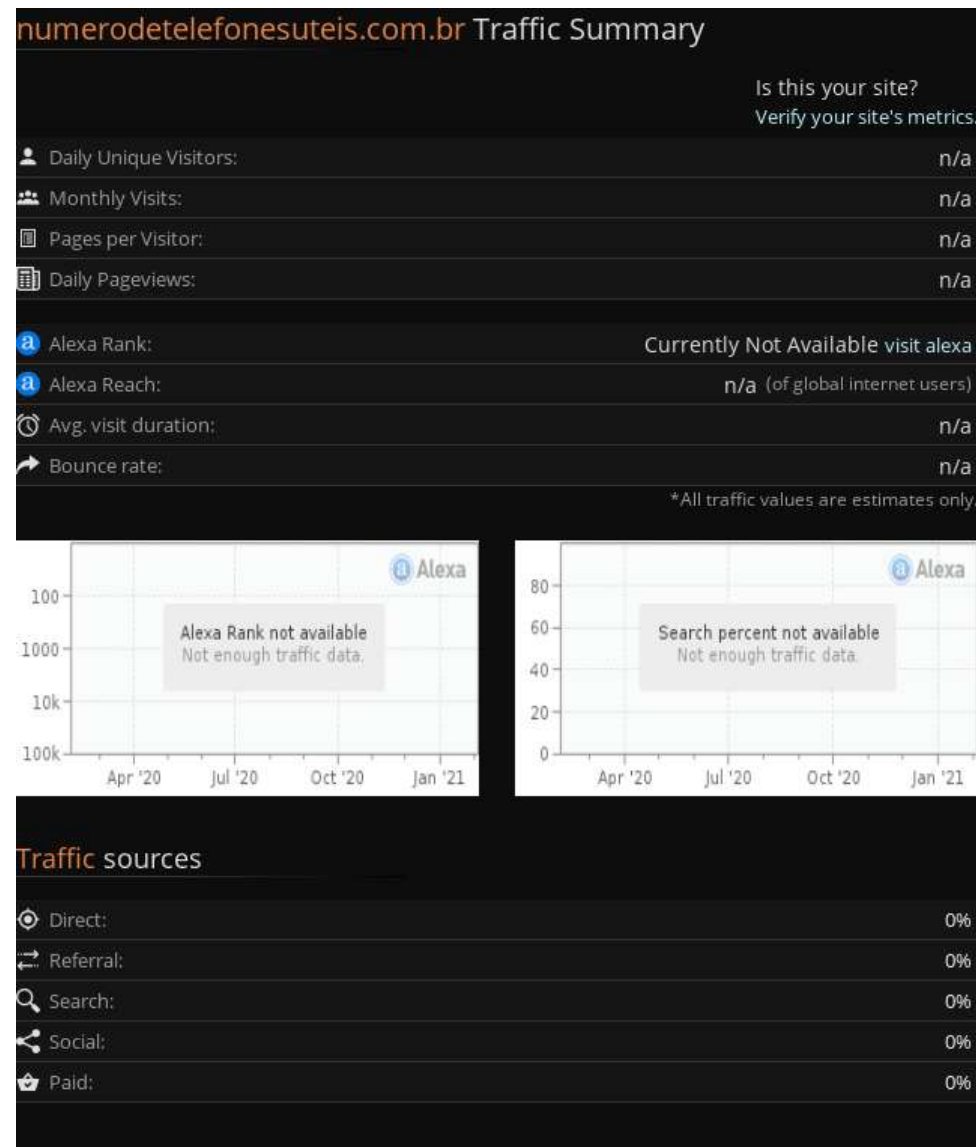 numerodetelefonesuteis.com.br Traffic Summary
Is this your site?
Verify your site's metrics.
Daily Unique Visitors: n/a
Monthly Visits: n/a
Pages per Visitor: n/a
Daily Pageviews: n/a
Alexa Rank: Currently Not Available visit alexa
Alexa Reach: n/a (of global internet users)
Avg. visit duration: n/a
Bounce rate: n/a
*All traffic values are estimates only.
Alexa
100
1000
10k
100k
Alexa Rank not available
Not enough traffic data.
Apr '20 Jul '20 Oct '20 Jan '21
Alexa
80
60
40
20
0
Search percent not available
Not enough traffic data.
Apr '20 Jul '20 Oct '20 Jan '21
Traffic sources
Direct: 0%
Referral: 0%
Search: 0%
Social: 0%
Paid: 0%